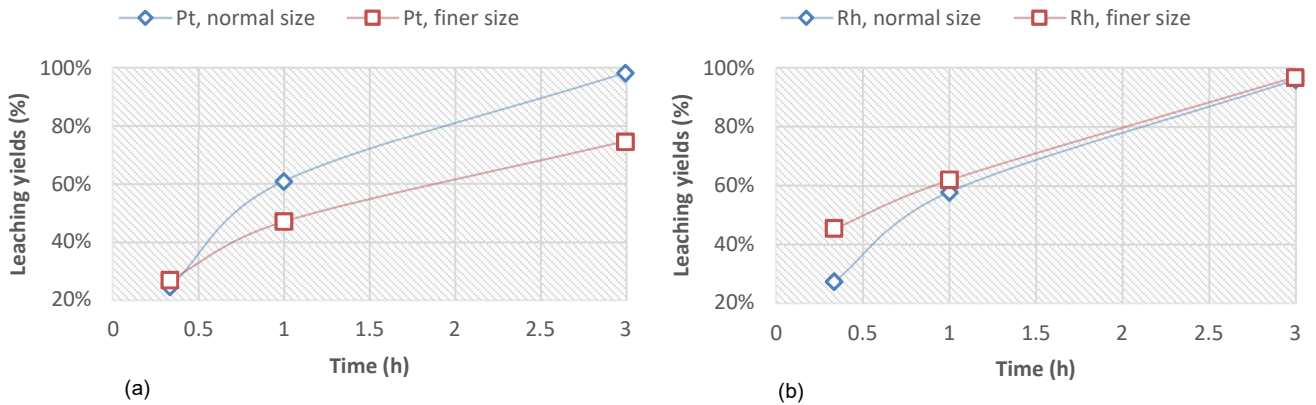 Pt, normal size Pt, finer size
100%
80%
60%
40%
20%
0 0.5 1 1.5 2 2.5 3
Leaching yields (%)
Time (h)
(a)
Rh, normal size Rh, finer size
100%
80%
60%
40%
20%
0 0.5 1 1.5 2 2.5 3
Leaching yields (%)
Time (h)
(b)